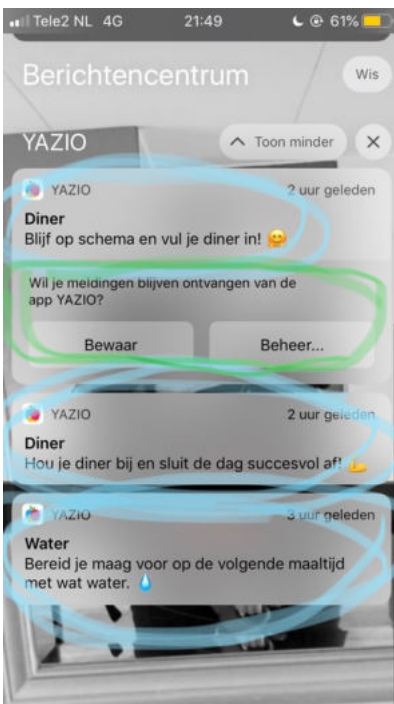 Tele2 NL 4G 21:49 61%
Berichtencentrum Wis
YAZIO Toon minder
YAZIO 2 uur geleden
Diner
Blijf op schema en vul je diner in! 🤗
Wil je meldingen blijven ontvangen van de
app YAZIO?
Bewaar Beheer...
YAZIO 2 uur geleden
Diner
Hou je diner bij en sluit de dag succesvol af! 💪
YAZIO 3 uur geleden
Water
Bereid je maag voor op de volgende maaltijd
met wat water. 💧